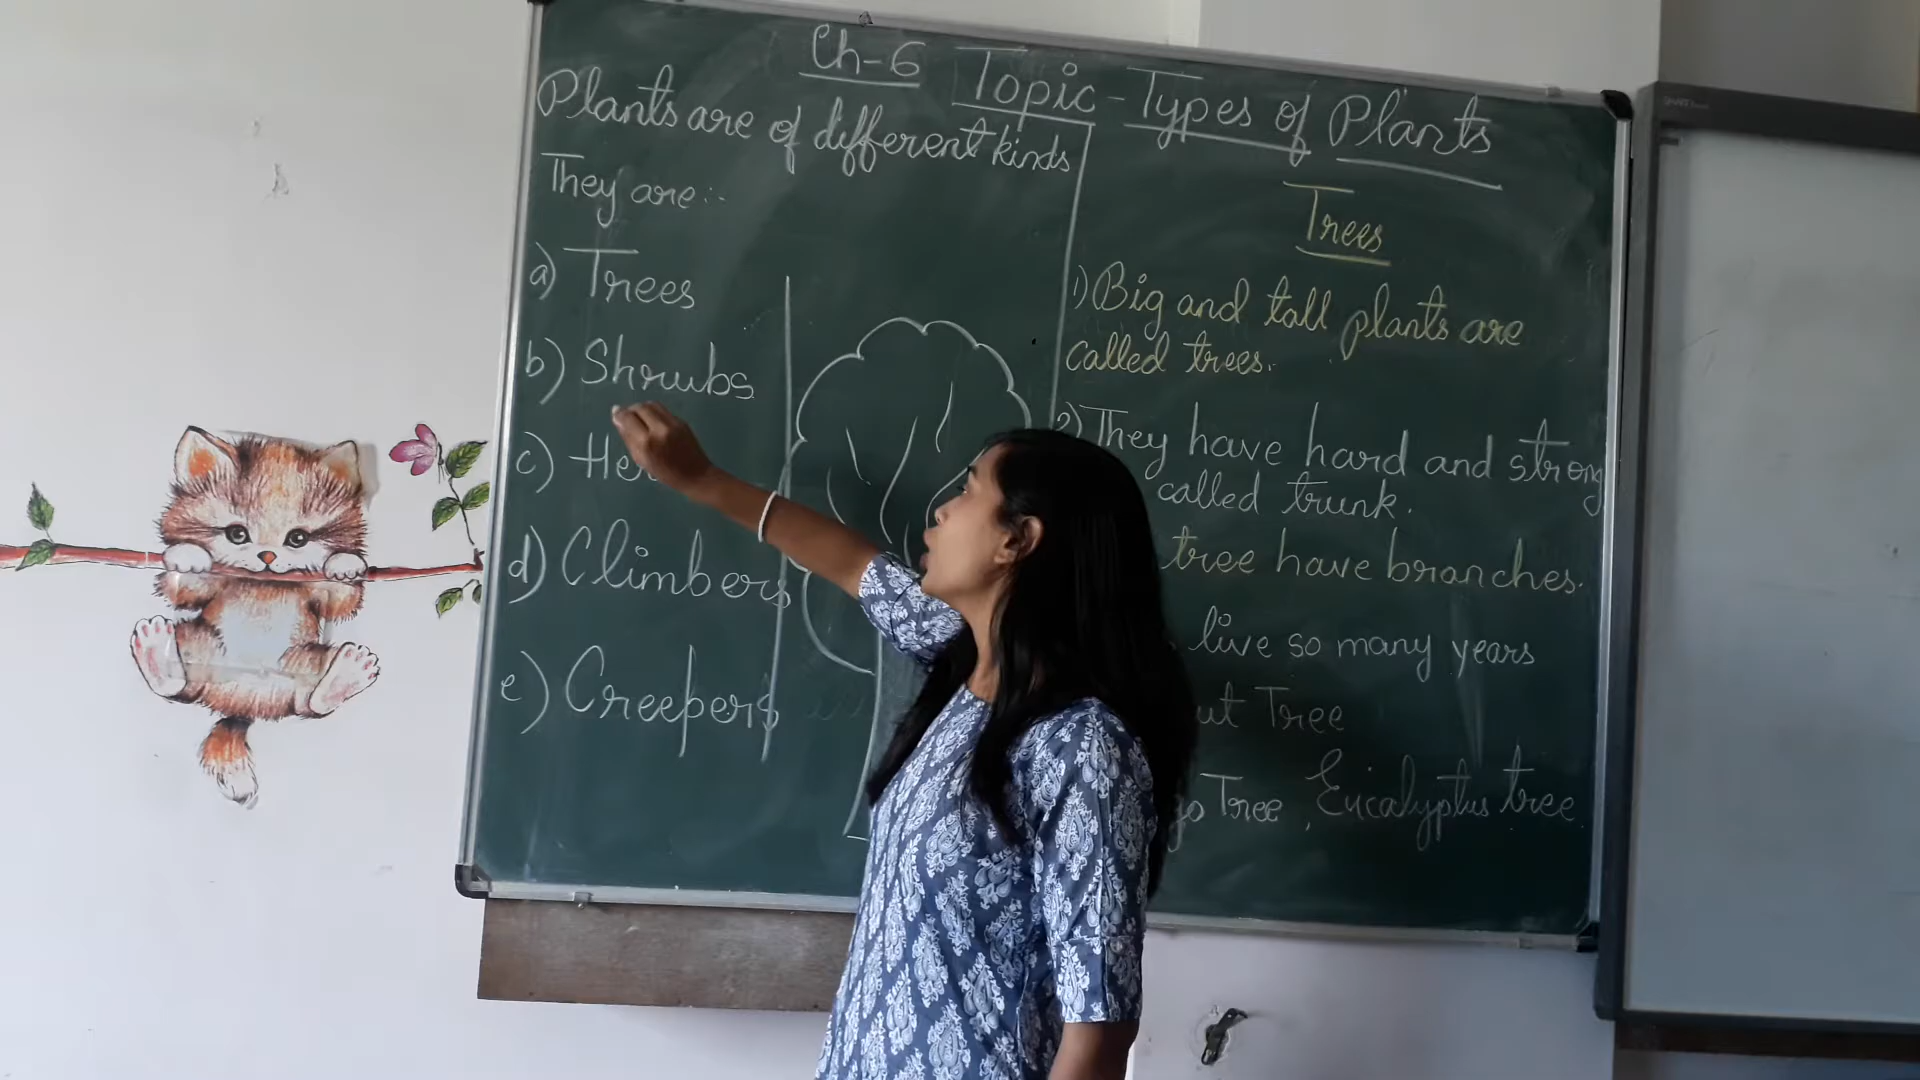 Ch-6 Topic-Types of Plants
Plants are of different kinds
They are:-
a) Trees
b) Shrubs
c) He
d) Climbers
e) Creepers
Trees
1) Big and tall plants are
called trees.
2) They have hard and strong
called trunk.
tree have branches.
live so many years
ut Tree
go Tree, Eucalyptus tree